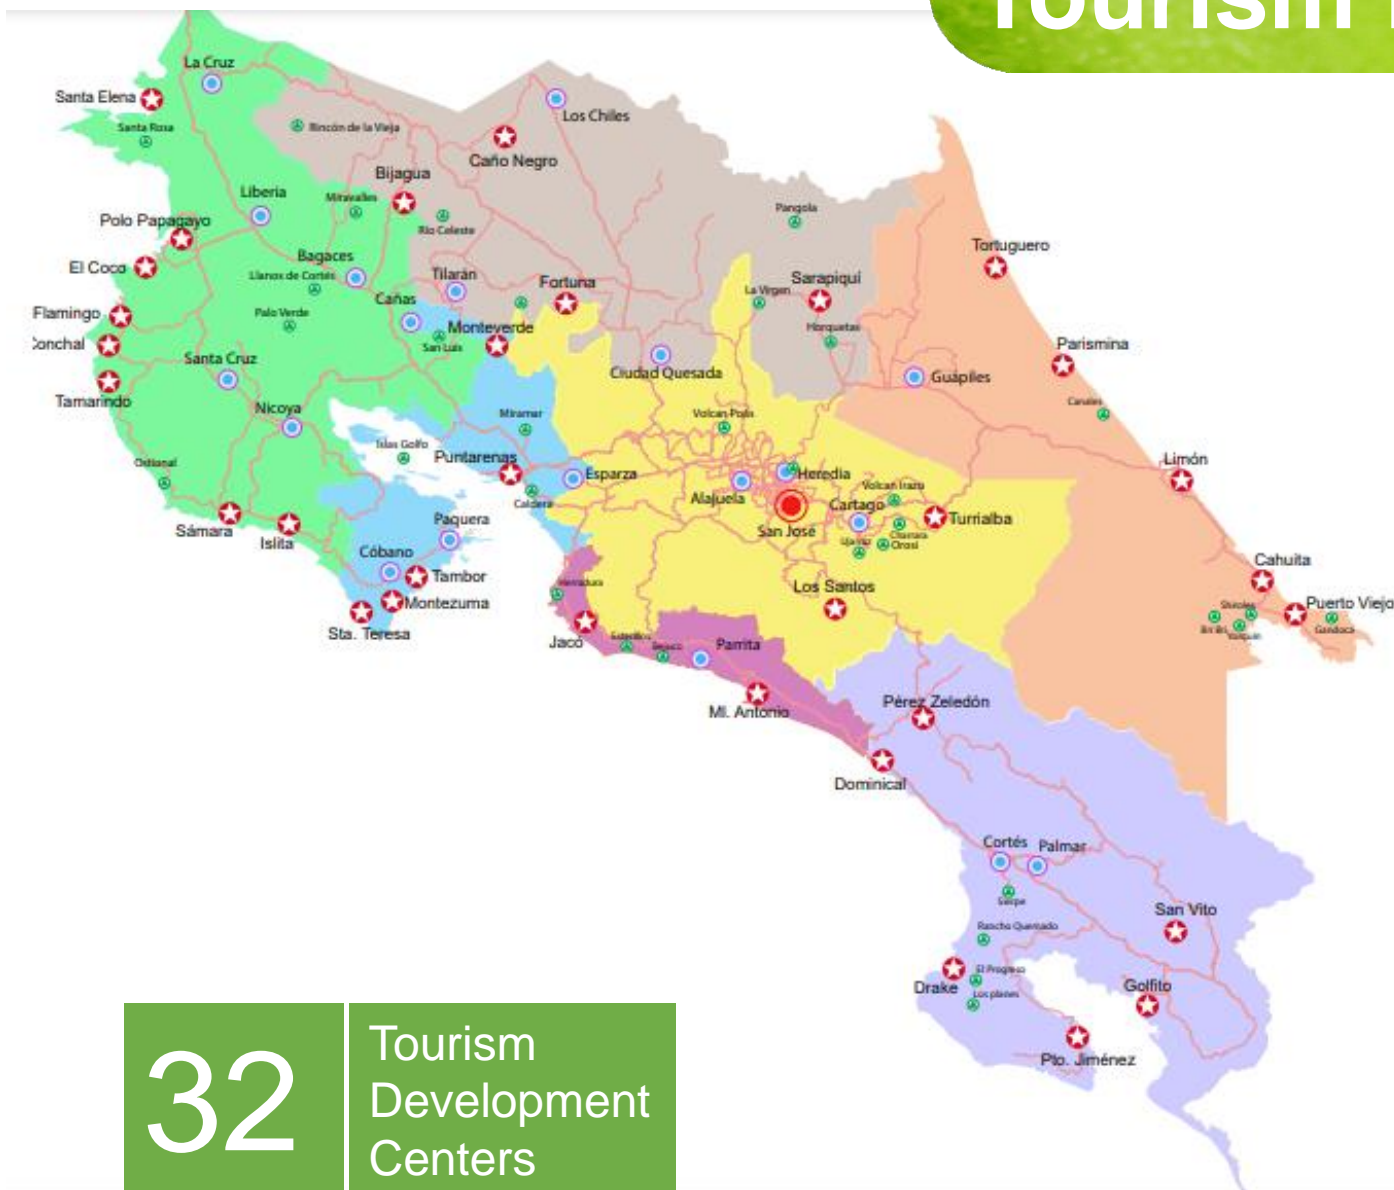 Tourism
La Cruz
Santa Elena
Los Chiles
Santa Rosa
Rincón de la Vieja
Caño Negro
Bijagua
Liberia
Miravalles
Pangola
Polo Papagayo
Río Celeste
Tortuguero
Bagaces
El Coco
Llanos de Cortés
Tilarán
Fortuna
Sarapiquí
La Virgen
Cañas
Flamingo
Palo Verde
Monteverde
Horquetas
Conchal
San Luis
Parismina
Santa Cruz
Ciudad Quesada
Guápiles
Tamarindo
Nicoya
Miramar
Volcan Poás
Canales
Islas Golfo
Puntarenas
Limón
Ostional
Esparza
Heredia
Alajuela
Volcan Irazu
Caldera
Cartago
Sámara
Paquera
San José
Turrialba
Islita
Orosi
Cóbano
Cahuita
Tambor
Herradura
Los Santos
Montezuma
Puerto Viejo
Sta. Teresa
Jacó
Gandoca
Bejuco
Parrita
Ml. Antonio
Pérez Zeledón
Dominical
Cortés
Palmar
Sierpe
San Vito
Rancho Quemado
El Progreso
Drake
Los planes
Golfito
Pto. Jiménez
32
Tourism
Development
Centers